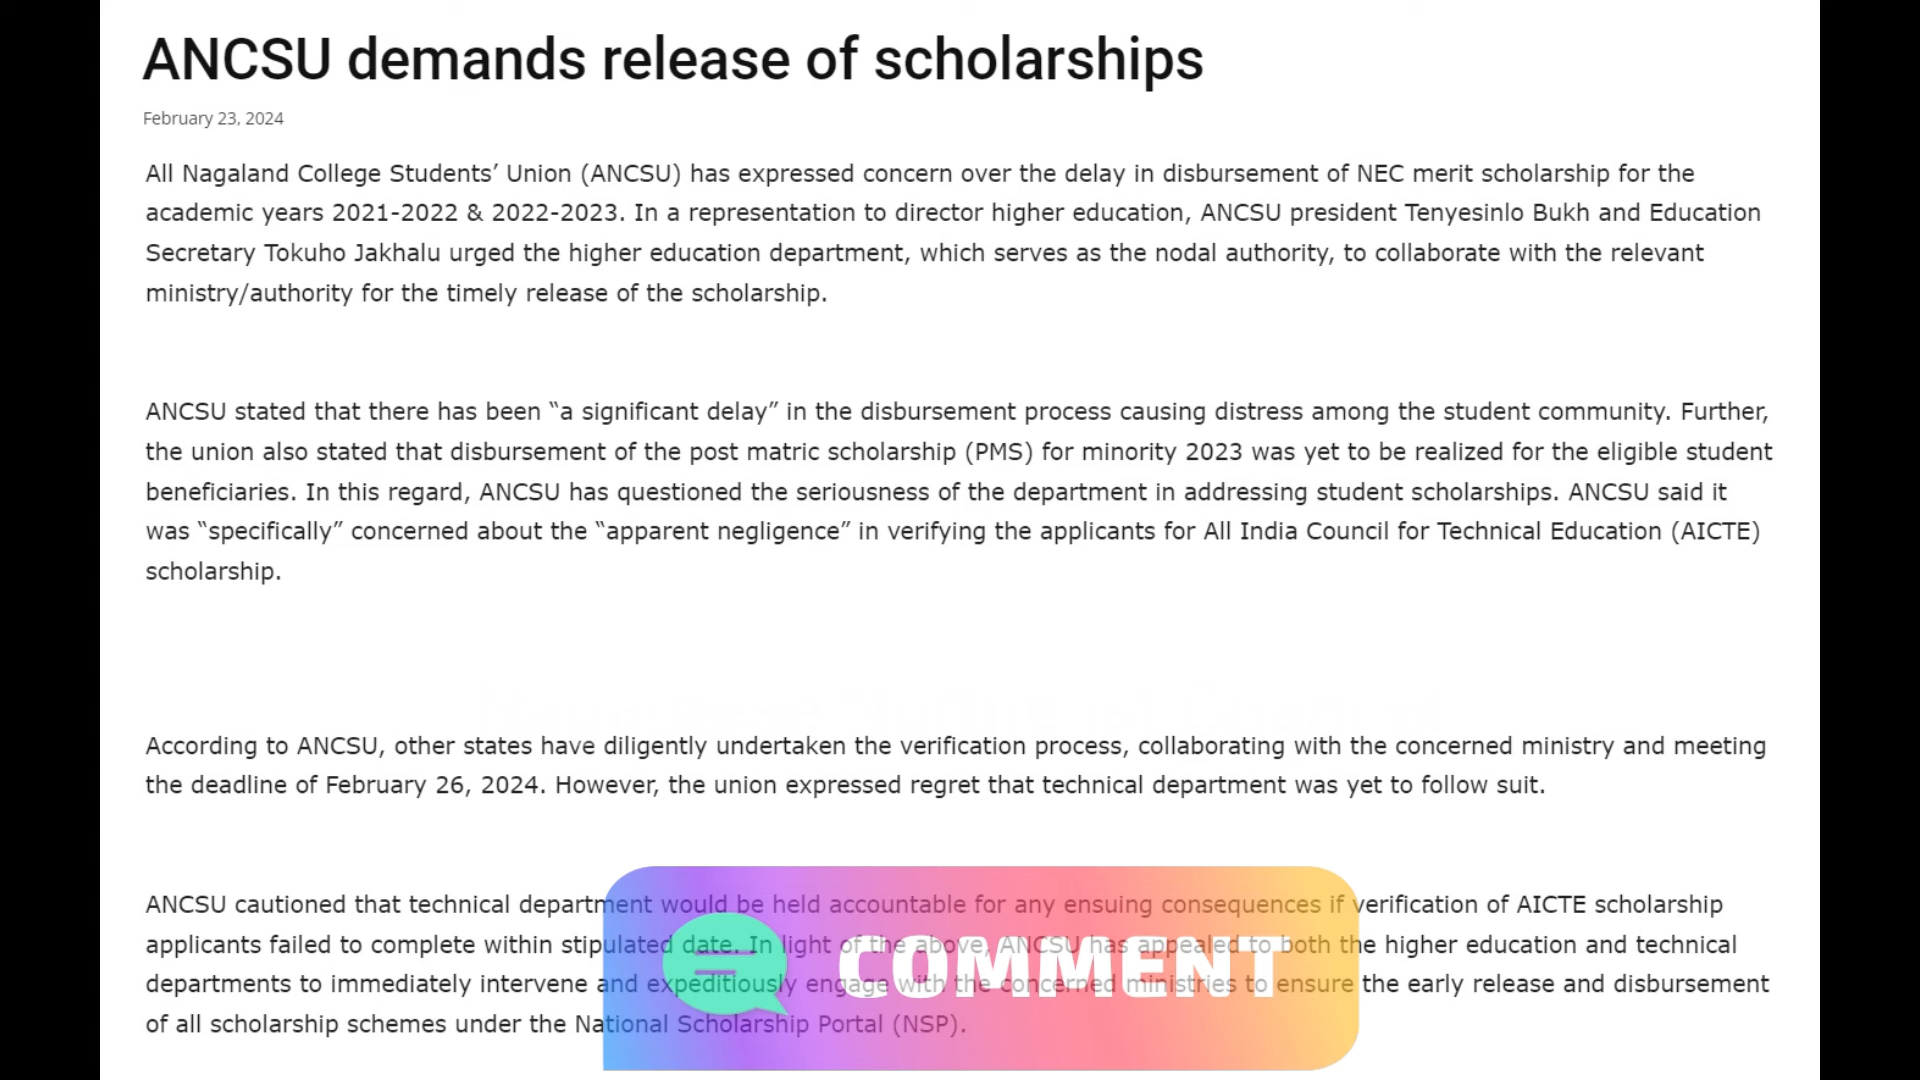 ANCSU demands release of scholarships
February 23, 2024
All Nagaland College Students’ Union (ANCSU) has expressed concern over the delay in disbursement of NEC merit scholarship for the
academic years 2021-2022 & 2022-2023. In a representation to director higher education, ANCSU president Tenyesinlo Bukh and Education
Secretary Tokuho Jakhalu urged the higher education department, which serves as the nodal authority, to collaborate with the relevant
ministry/authority for the timely release of the scholarship.
ANCSU stated that there has been “a significant delay” in the disbursement process causing distress among the student community. Further,
the union also stated that disbursement of the post matric scholarship (PMS) for minority 2023 was yet to be realized for the eligible student
beneficiaries. In this regard, ANCSU has questioned the seriousness of the department in addressing student scholarships. ANCSU said it
was “specifically” concerned about the “apparent negligence” in verifying the applicants for All India Council for Technical Education (AICTE)
scholarship.
According to ANCSU, other states have diligently undertaken the verification process, collaborating with the concerned ministry and meeting
the deadline of February 26, 2024. However, the union expressed regret that technical department was yet to follow suit.
ANCSU cautioned that technical department would be held accountable for any ensuing consequences if verification of AICTE scholarship
applicants failed to complete within stipulated date. In light of the above, ANCSU has appealed to both the higher education and technical
departments to immediately intervene and expeditiously engage with the concerned ministries to ensure the early release and disbursement
of all scholarship schemes under the National Scholarship Portal (NSP).
COMMENT